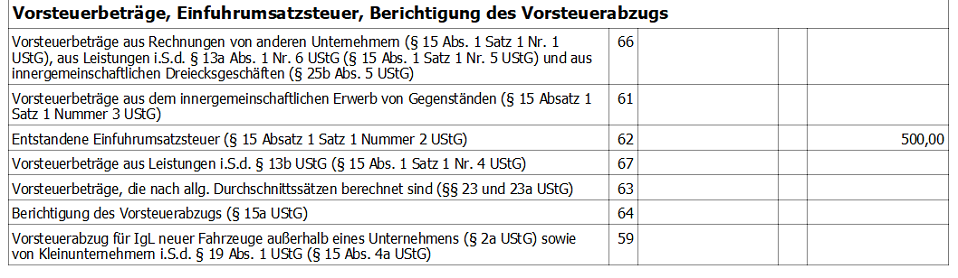 Vorsteuerbeträge, Einfuhrumsatzsteuer, Berichtigung des Vorsteuerabzugs
Vorsteuerbeträge aus Rechnungen von anderen Unternehmern (§ 15 Abs. 1 Satz 1 Nr. 1 66
UStG), aus Leistungen i.S.d. § 13a Abs. 1 Nr. 6 UStG (§ 15 Abs. 1 Satz 1 Nr. 5 UStG) und aus
innergemeinschaftlichen Dreiecksgeschäften (§ 25b Abs. 5 UStG)
Vorsteuerbeträge aus dem innergemeinschaftlichen Erwerb von Gegenständen (§ 15 Absatz 1 61
Satz 1 Nummer 3 UStG)
Entstandene Einfuhrumsatzsteuer (§ 15 Absatz 1 Satz 1 Nummer 2 UStG) 62 500,00
Vorsteuerbeträge aus Leistungen i.S.d. § 13b UStG (§ 15 Abs. 1 Satz 1 Nr. 4 UStG) 67
Vorsteuerbeträge, die nach allg. Durchschnittssätzen berechnet sind (§§ 23 und 23a UStG) 63
Berichtigung des Vorsteuerabzugs (§ 15a UStG) 64
Vorsteuerabzug für IgL neuer Fahrzeuge außerhalb eines Unternehmens (§ 2a UStG) sowie 59
von Kleinunternehmern i.S.d. § 19 Abs. 1 UStG (§ 15 Abs. 4a UStG)